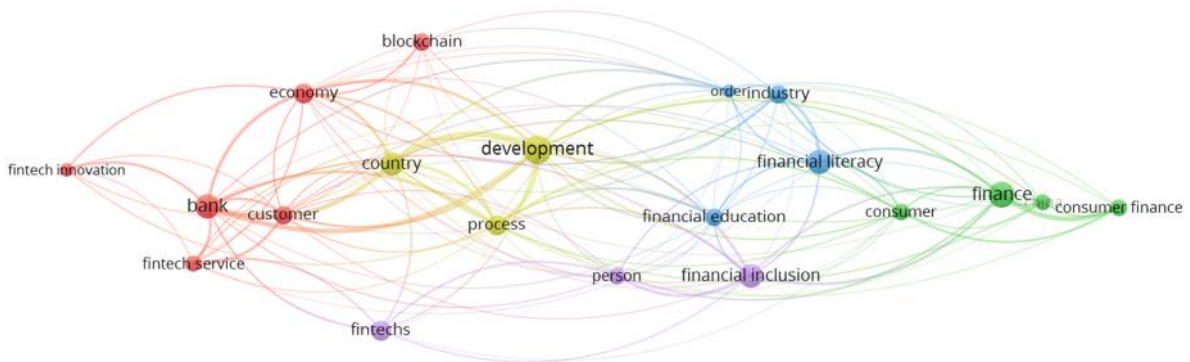 blockchain
economy
order
industry
development
country
financial literacy
fintech innovation
bank
customer
process
financial education
consumer
finance
consumer finance
fintech service
person
financial inclusion
fintechs